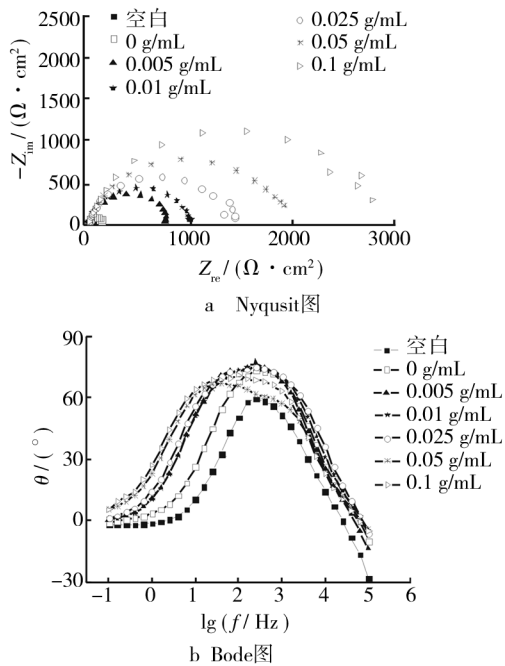 2500
2000
1500
1000
500
0
-Zim/(Ω·cm²)
空白
0 g/mL
0.005 g/mL
0.01 g/mL
0.025 g/mL
0.05 g/mL
0.1 g/mL
0 1000 2000 3000
Zre/(Ω·cm²)
a Nyqusit图
90
60
30
0
-30
θ/(°)
空白
0 g/mL
0.005 g/mL
0.01 g/mL
0.025 g/mL
0.05 g/mL
0.1 g/mL
-1 0 1 2 3 4 5 6
lg(f/Hz)
b Bode图